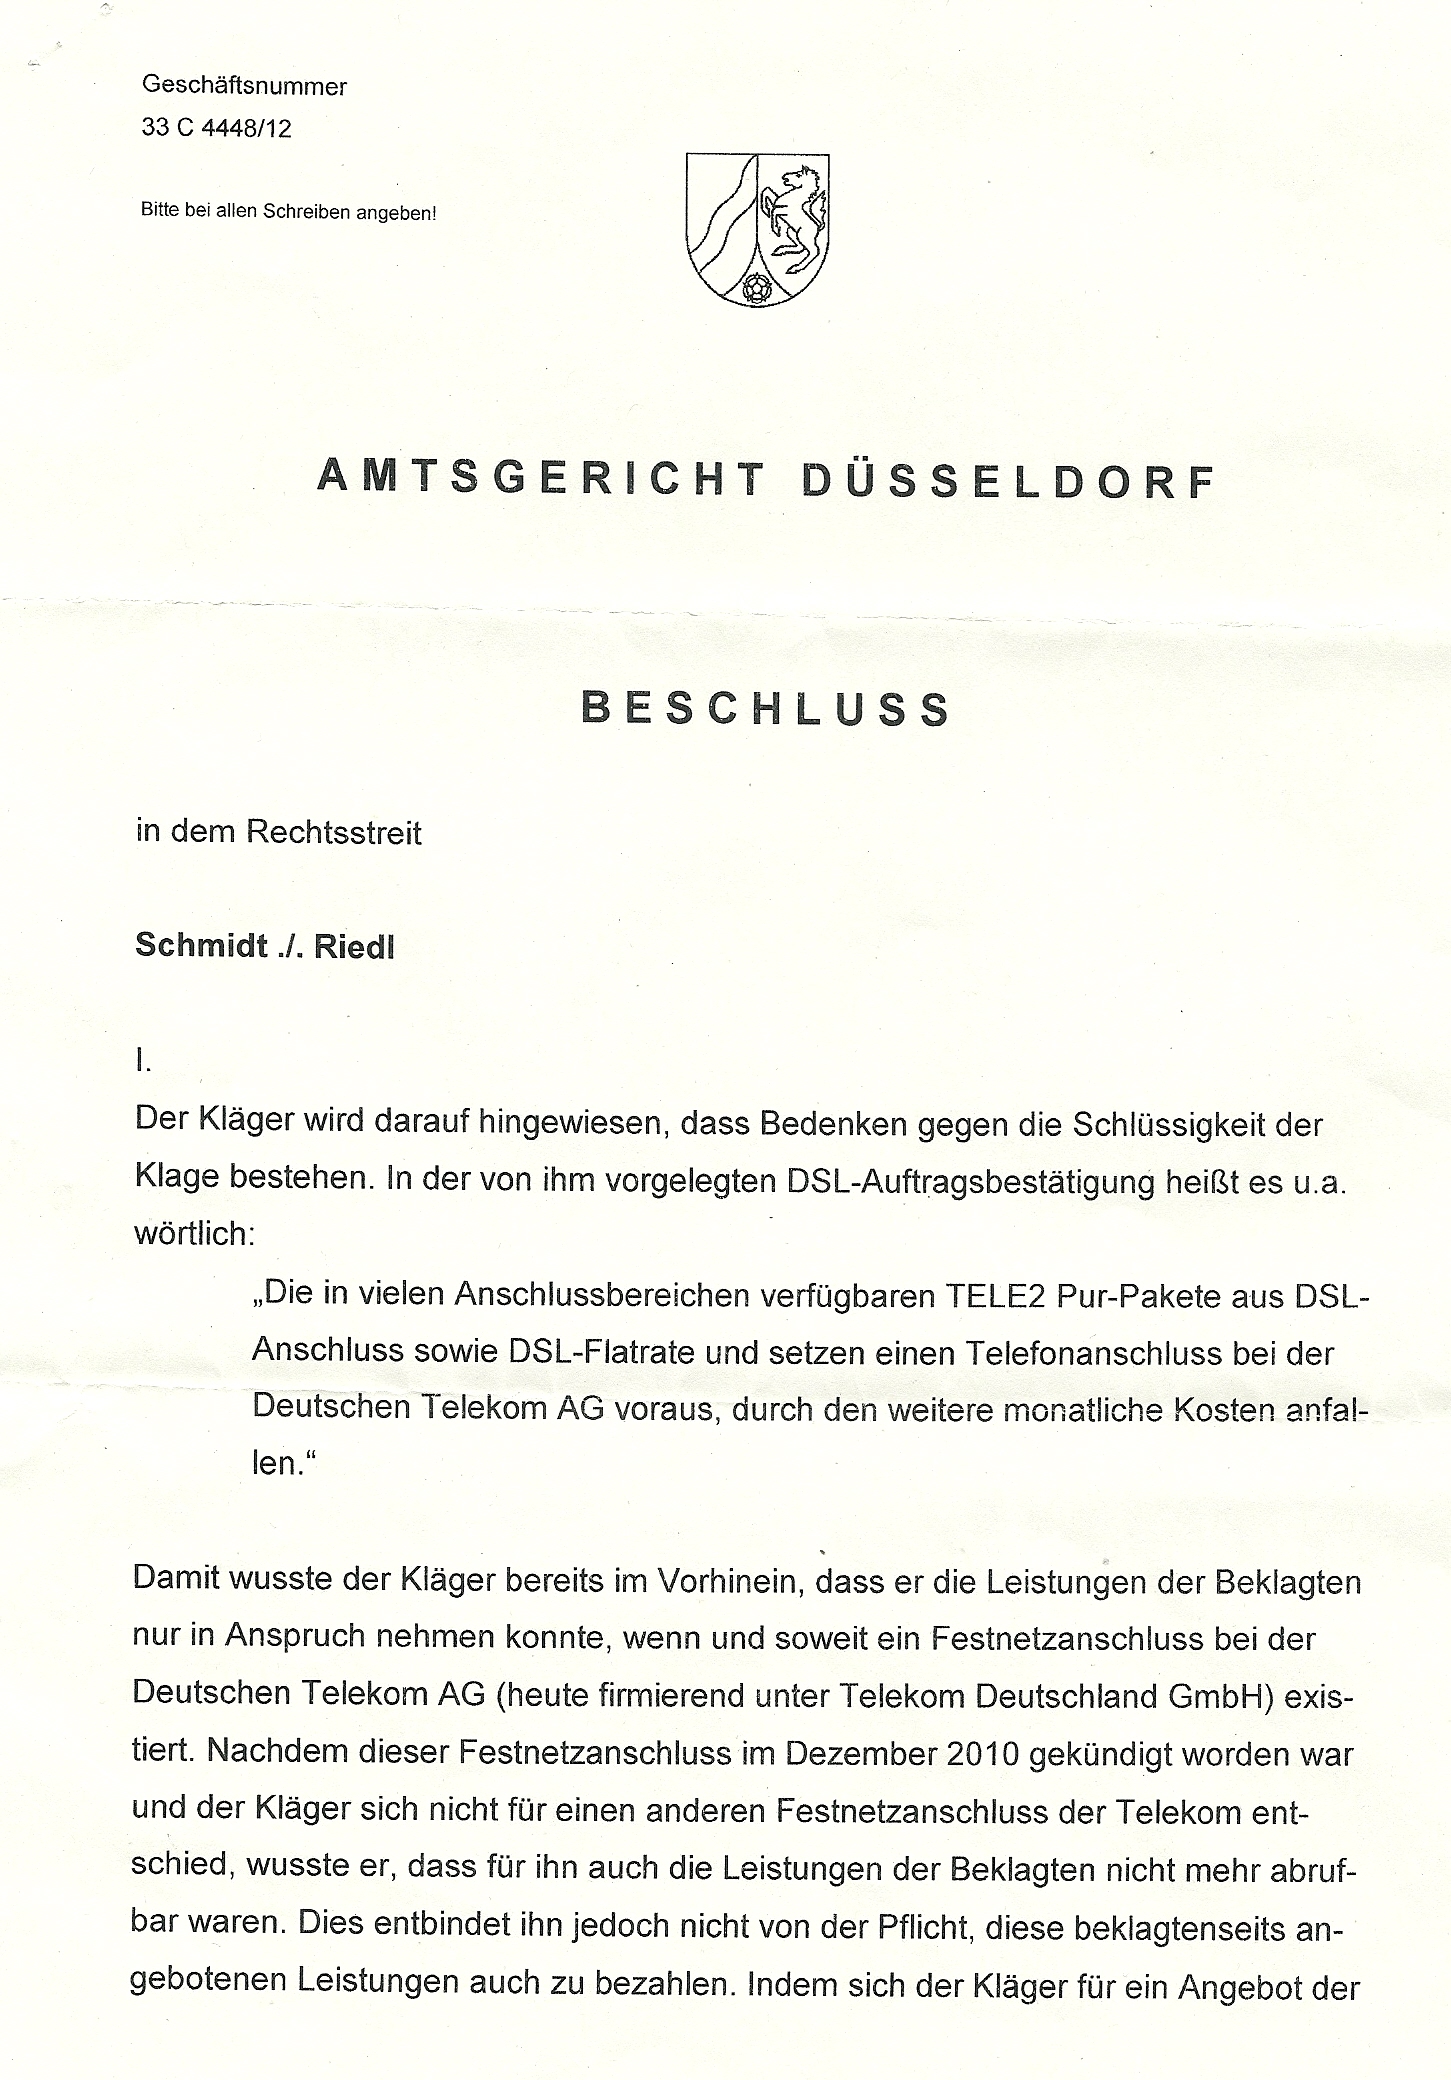 Geschäftsnummer
33 C 4448/12
Bitte bei allen Schreiben angeben!
AMTSGERICHT DÜSSELDORF
BESCHLUSS
in dem Rechtsstreit
Schmidt ./. Riedl
I.
Der Kläger wird darauf hingewiesen, dass Bedenken gegen die Schlüssigkeit der
Klage bestehen. In der von ihm vorgelegten DSL-Auftragsbestätigung heißt es u.a.
wörtlich:
„Die in vielen Anschlussbereichen verfügbaren TELE2 Pur-Pakete aus DSL-
Anschluss sowie DSL-Flatrate und setzen einen Telefonanschluss bei der
Deutschen Telekom AG voraus, durch den weitere monatliche Kosten anfal-
len.“
Damit wusste der Kläger bereits im Vorhinein, dass er die Leistungen der Beklagten
nur in Anspruch nehmen konnte, wenn und soweit ein Festnetzanschluss bei der
Deutschen Telekom AG (heute firmierend unter Telekom Deutschland GmbH) exis-
tiert. Nachdem dieser Festnetzanschluss im Dezember 2010 gekündigt worden war
und der Kläger sich nicht für einen anderen Festnetzanschluss der Telekom ent-
schied, wusste er, dass für ihn auch die Leistungen der Beklagten nicht mehr abruf-
bar waren. Dies entbindet ihn jedoch nicht von der Pflicht, diese beklagtenseits an-
gebotenen Leistungen auch zu bezahlen. Indem sich der Kläger für ein Angebot der